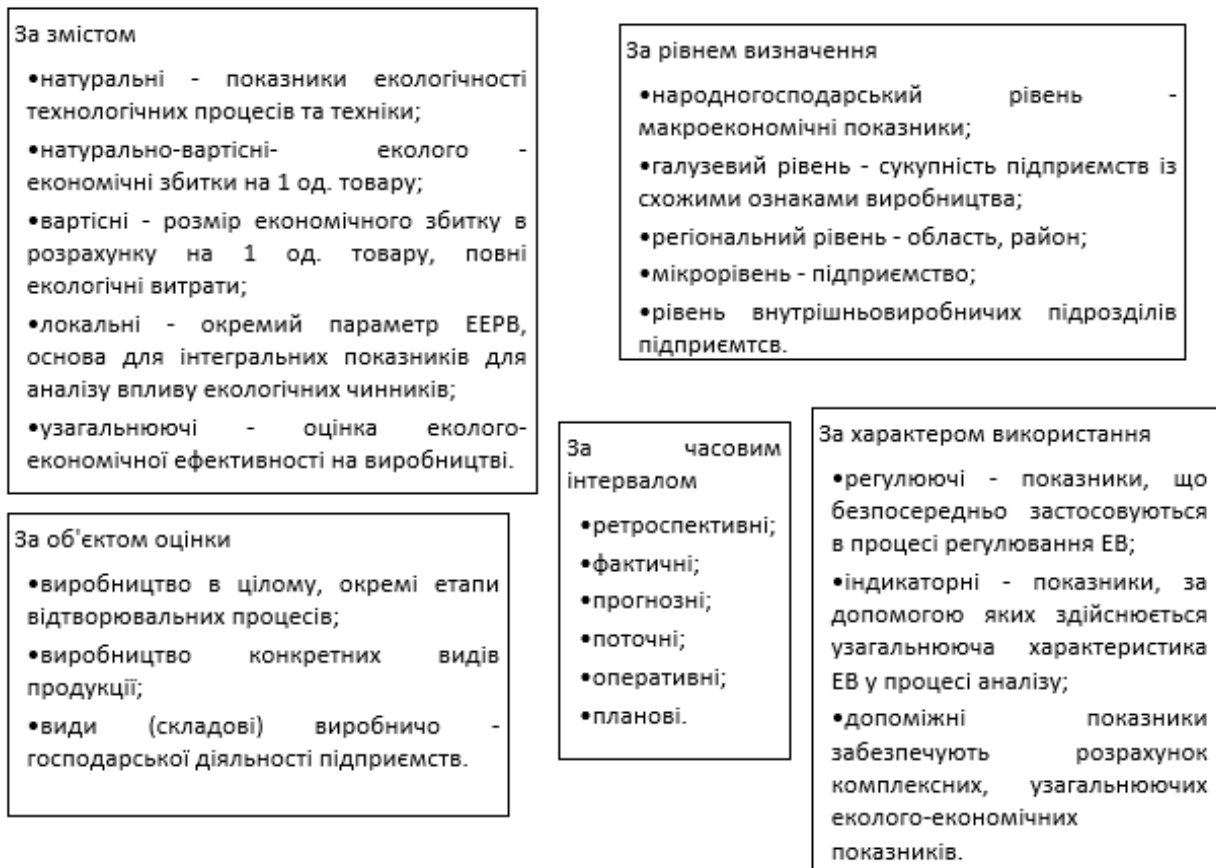 За змістом
•натуральні - показники екологічності
технологічних процесів та техніки;
•натурально-вартісні- еколого -
економічні збитки на 1 од. товару;
•вартісні - розмір економічного збитку в
розрахунку на 1 од. товару, повні
екологічні витрати;
•локальні - окремий параметр ЕЕРВ,
основа для інтегральних показників для
аналізу впливу екологічних чинників;
•узагальнюючі - оцінка еколого-
економічної ефективності на виробництві.
За рівнем визначення
•народногосподарський рівень -
макроекономічні показники;
•галузевий рівень - сукупність підприємств із
схожими ознаками виробництва;
•регіональний рівень - область, район;
•мікрорівень - підприємство;
•рівень внутрішньовиробничих підрозділів
підприємтсв.
За об'єктом оцінки
•виробництво в цілому, окремі етапи
відтворювальних процесів;
•виробництво конкретних видів
продукції;
•види (складові) виробничо -
господарської діяльності підприємств.
За часовим
інтервалом
•ретроспективні;
•фактичні;
•прогнозні;
•поточні;
•оперативні;
•планові.
За характером використання
•регулюючі - показники, що
безпосередньо застосовуються
в процесі регулювання ЕВ;
•індикаторні - показники, за
допомогою яких здійснюється
узагальнююча характеристика
ЕВ у процесі аналізу;
•допоміжні показники
забезпечують розрахунок
комплексних, узагальнюючих
еколого-економічних
показників.